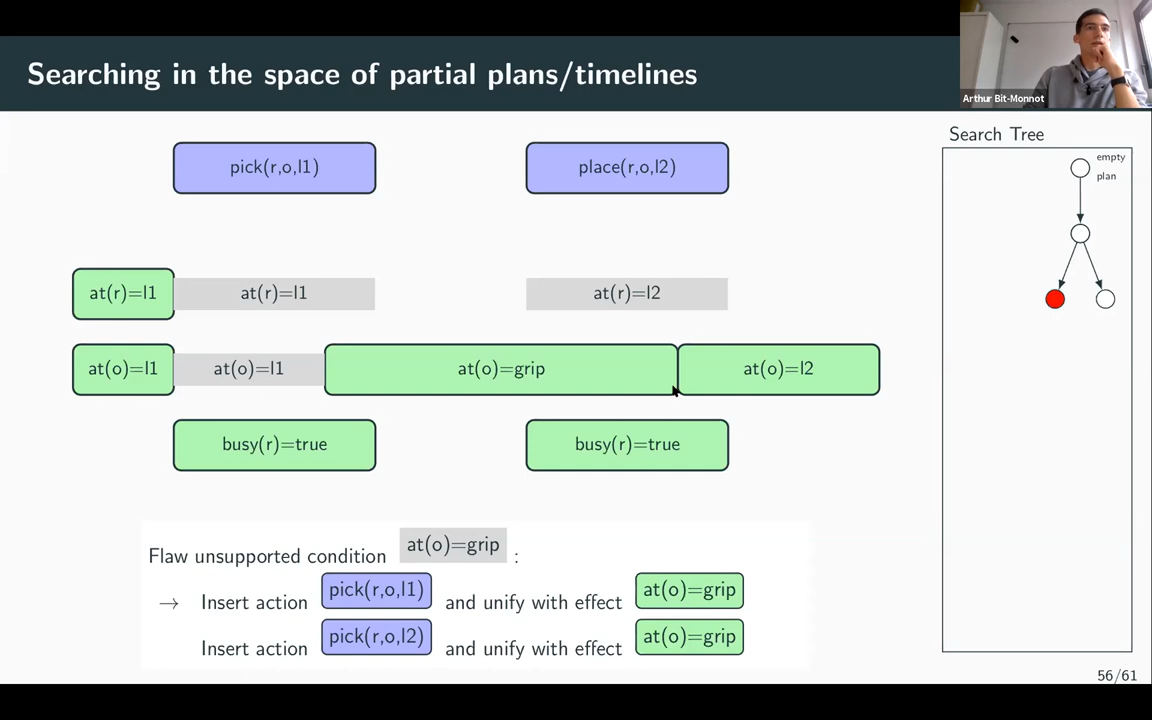 Searching in the space of partial plans/timelines
Arthur Bit-Monnot
Search Tree
empty
plan
pick(r,o,l1)
place(r,o,l2)
at(r)=l1
at(r)=l1
at(r)=l2
at(o)=l1
at(o)=l1
at(o)=grip
at(o)=l2
busy(r)=true
busy(r)=true
Flaw unsupported condition at(o)=grip :
→ Insert action pick(r,o,l1) and unify with effect at(o)=grip
Insert action pick(r,o,l2) and unify with effect at(o)=grip
56/61